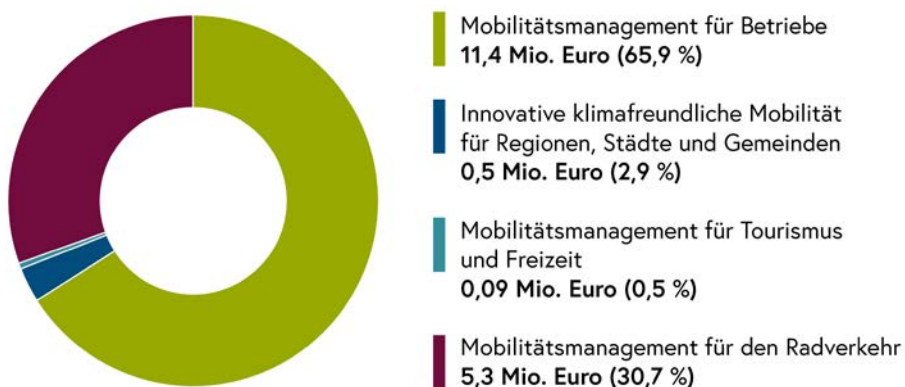 Mobilitätsmanagement für Betriebe
11,4 Mio. Euro (65,9 %)
Innovative klimafreundliche Mobilität
für Regionen, Städte und Gemeinden
0,5 Mio. Euro (2,9 %)
Mobilitätsmanagement für Tourismus
und Freizeit
0,09 Mio. Euro (0,5 %)
Mobilitätsmanagement für den Radverkehr
5,3 Mio. Euro (30,7 %)